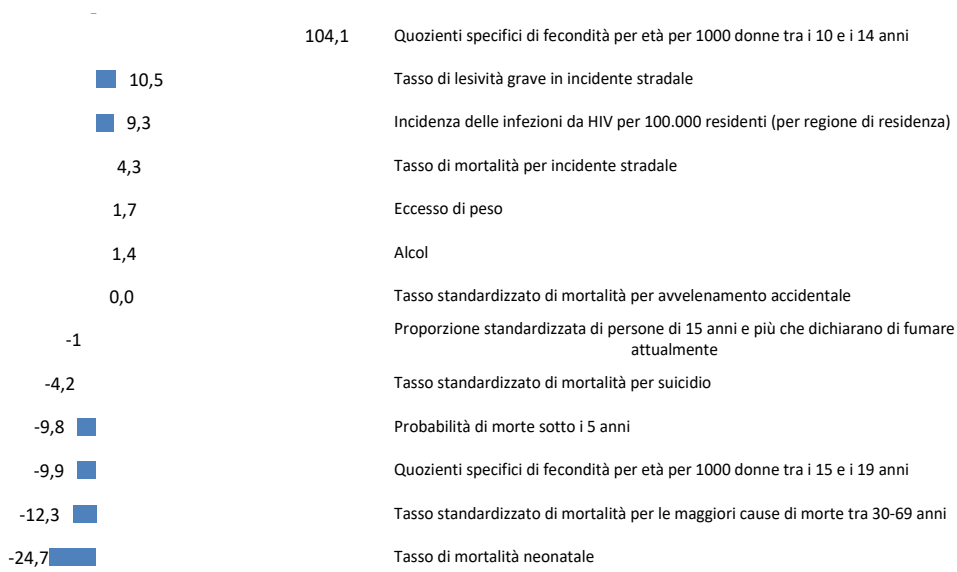 104,1 Quozienti specifici di fecondità per età per 1000 donne tra i 10 e i 14 anni
10,5 Tasso di lesività grave in incidente stradale
9,3 Incidenza delle infezioni da HIV per 100.000 residenti (per regione di residenza)
4,3 Tasso di mortalità per incidente stradale
1,7 Eccesso di peso
1,4 Alcol
0,0 Tasso standardizzato di mortalità per avvelenamento accidentale
-1 Proporzione standardizzata di persone di 15 anni e più che dichiarano di fumare
attualmente
-4,2 Tasso standardizzato di mortalità per suicidio
-9,8 Probabilità di morte sotto i 5 anni
-9,9 Quozienti specifici di fecondità per età per 1000 donne tra i 15 e i 19 anni
-12,3 Tasso standardizzato di mortalità per le maggiori cause di morte tra 30-69 anni
-24,7 Tasso di mortalità neonatale